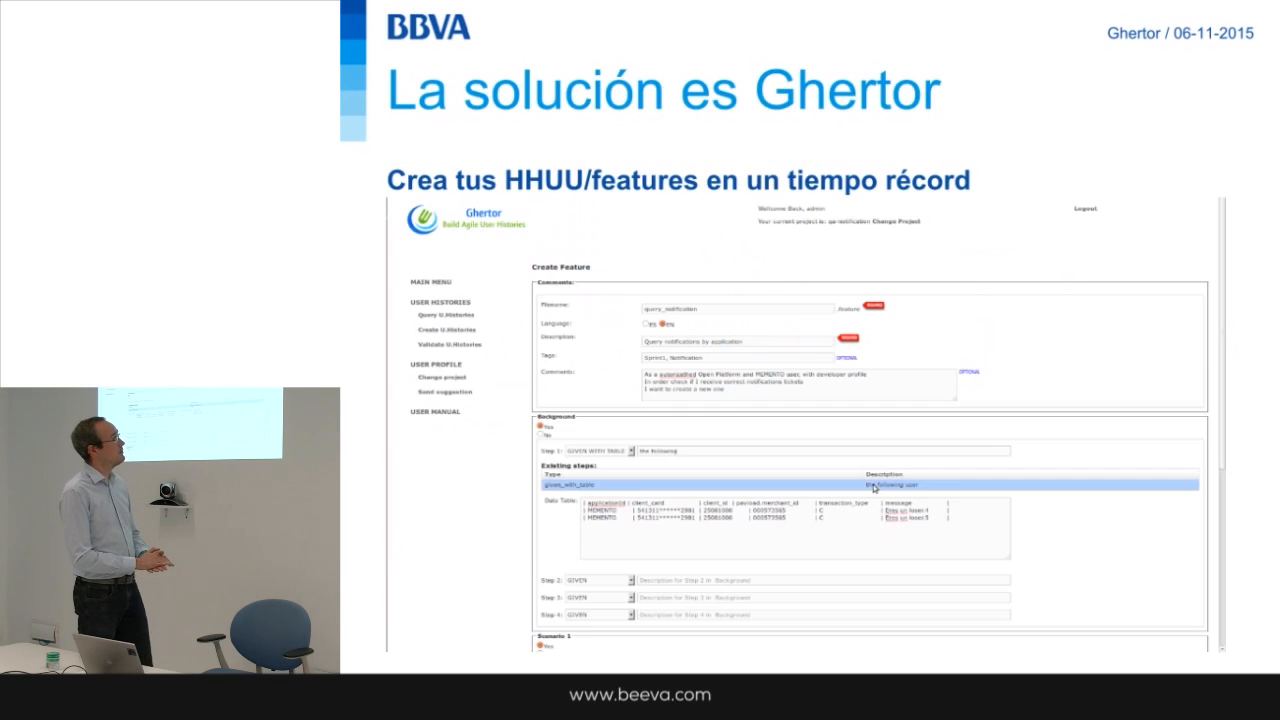 BBVA
Ghertor / 06-11-2015
La solución es Ghertor
Crea tus HHUU/features en un tiempo récord
Ghertor
Build Agile User Histories
Welcome Back, admin
Logout
Your current project is: qa-notification Change Project
Create Feature
MAIN MENU
USER HISTORIES
Query U.Histories
Create U.Histories
Validate U.Histories
USER PROFILE
Change project
Send suggestion
USER MANUAL
Comments:
Filename: query_notification .feature
Language: ES EN
Description: Query notifications by application
Tags: Sprint1, Notification OPTIONAL
Comments: As a autorizathed Open Platform and MEMENTO user, with developer profile OPTIONAL
In order check if I receive correct notifications tickets
I want to create a new one
Background
Yes
No
Step 1: GIVEN WITH TABLE the following
Existing steps:
Type Description
given_with_table the following user
Data Table: | applicationId | client_card | client_id | payload.merchant_id | transaction_type | message |
| MEMENTO | 541311******2981 | 25081088 | 000573565 | C | Eres un loser.4 |
| MEMENTO | 541311******2981 | 25081088 | 000573565 | C | Eres un loser.5 |
Step 2: GIVEN Description for Step 2 in Background
Step 3: GIVEN Description for Step 3 in Background
Step 4: GIVEN Description for Step 4 in Background
Scenario 1
Yes
www.beeva.com